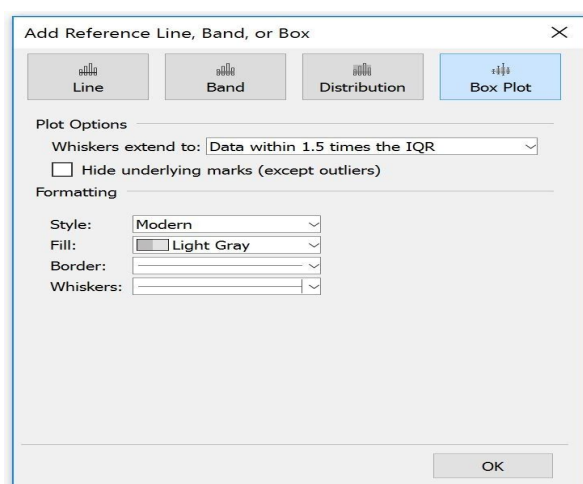 Add Reference Line, Band, or Box
Line Band Distribution Box Plot
Plot Options
Whiskers extend to: Data within 1.5 times the IQR
Hide underlying marks (except outliers)
Formatting
Style: Modern
Fill: Light Gray
Border:
Whiskers:
OK